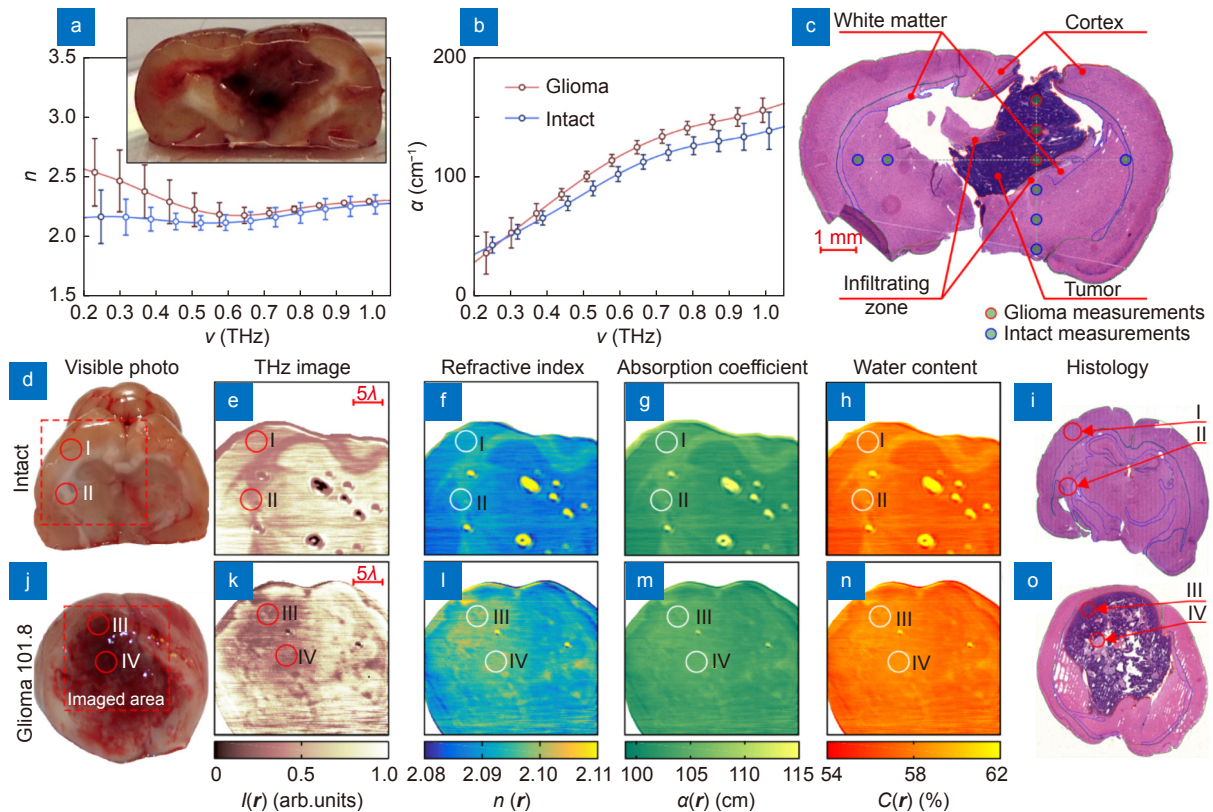 a
b
c
3.5
3.0
2.5
2.0
1.5
n
0.2 0.3 0.4 0.5 0.6 0.7 0.8 0.9 1.0
ν (THz)
200
100
0
α (cm⁻¹)
Glioma
Intact
0.2 0.3 0.4 0.5 0.6 0.7 0.8 0.9 1.0
ν (THz)
White matter
Cortex
1 mm
Infiltrating
zone
Tumor
Glioma measurements
Intact measurements
Visible photo
THz image
Refractive index
Absorption coefficient
Water content
Histology
Intact
d
I
II
e
5λ
I
II
f
I
II
g
I
II
h
I
II
i
I
II
Glioma 101.8
j
III
IV
Imaged area
k
5λ
III
IV
l
III
IV
m
III
IV
n
III
IV
o
III
IV
0 1.0
I(r) (arb.units)
2.08 2.09 2.10 2.11
n (r)
100 105 110 115
α(r) (cm)
54 58 62
C(r) (%)